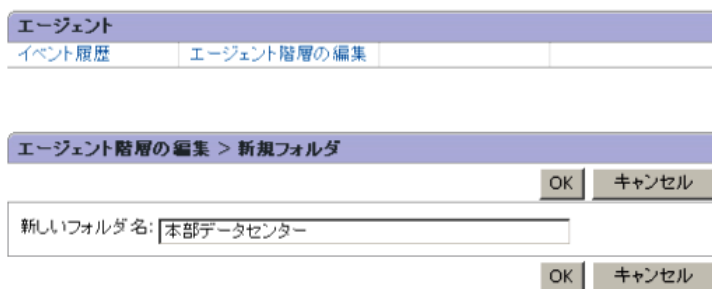 エージェント
イベント履歴 エージェント階層の編集
エージェント階層の編集 > 新規フォルダ
OK キャンセル
新しいフォルダ名: 本部データセンター
OK キャンセル